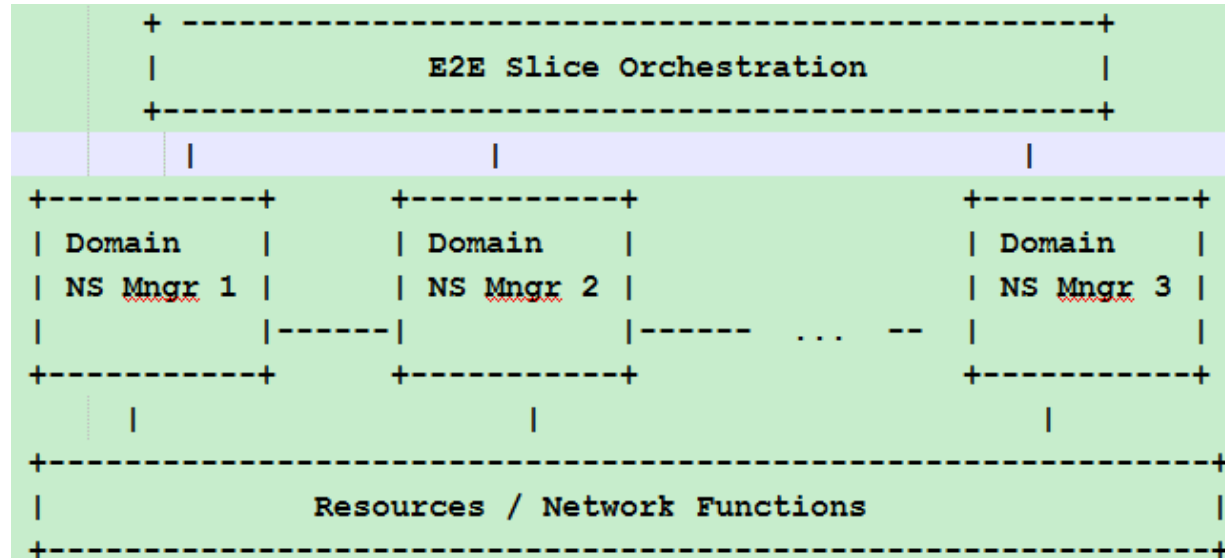 + ------------------------------------------------+
|              E2E Slice Orchestration            |
+-------------------------------------------------+
|               |                           |
+-----------+      +-----------+                 +-----------+
| Domain    |      | Domain    |                 | Domain    |
| NS Mngr 1 |      | NS Mngr 2 |                 | NS Mngr 3 |
|           |------|           |------  ...  --  |           |
+-----------+      +-----------+                 +-----------+
|                    |                          |
+-------------------------------------------------------------+
|              Resources / Network Functions                  |
+-------------------------------------------------------------+